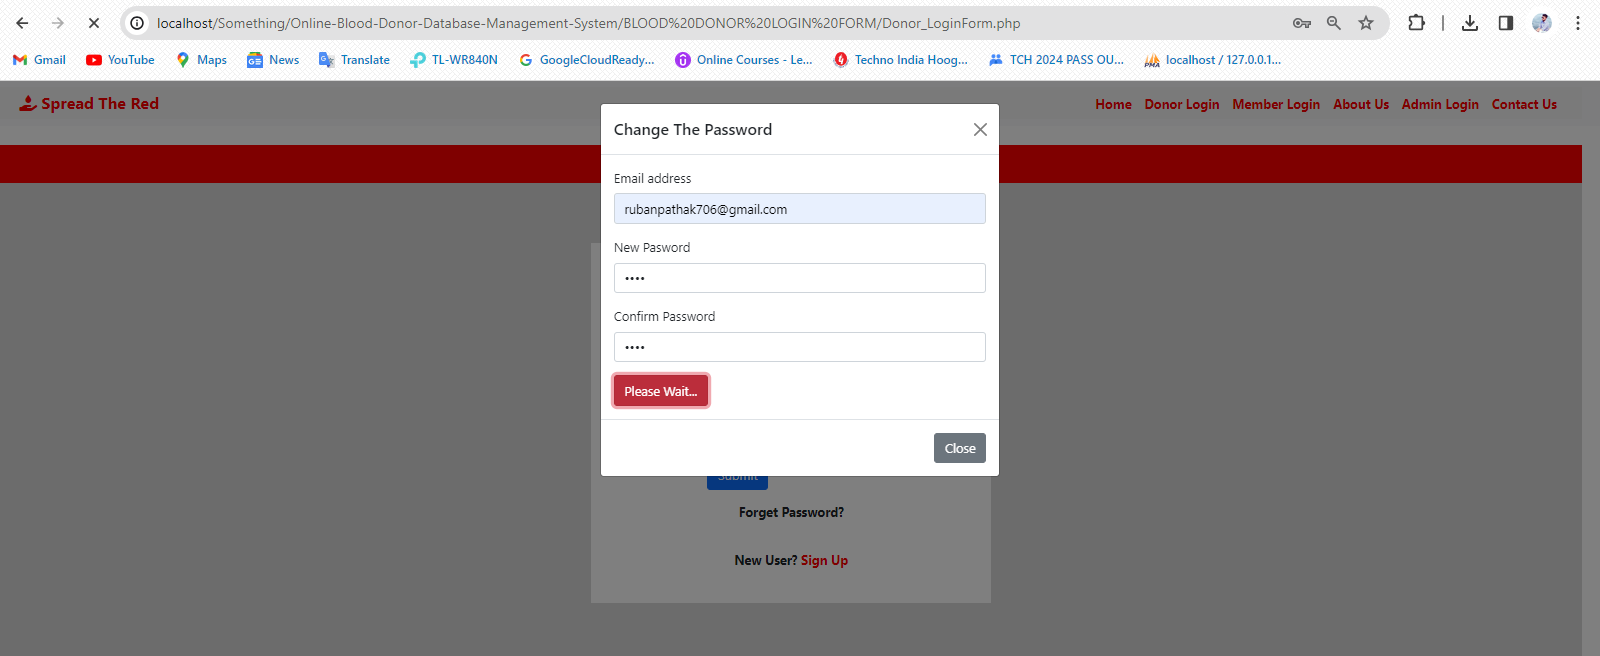 localhost/Something/Online-Blood-Donor-Database-Management-System/BLOOD%20DONOR%20LOGIN%20FORM/Donor_LoginForm.php
Gmail YouTube Maps News Translate TL-WR840N GoogleCloudReady... Online Courses - Le... Techno India Hoog... TCH 2024 PASS OU... PMA localhost / 127.0.0.1...
Spread The Red Home Donor Login Member Login About Us Admin Login Contact Us
Change The Password
Email address
rubanpathak706@gmail.com
New Pasword
••••
Confirm Password
••••
Please Wait...
Close
Submit
Forget Password?
New User? Sign Up